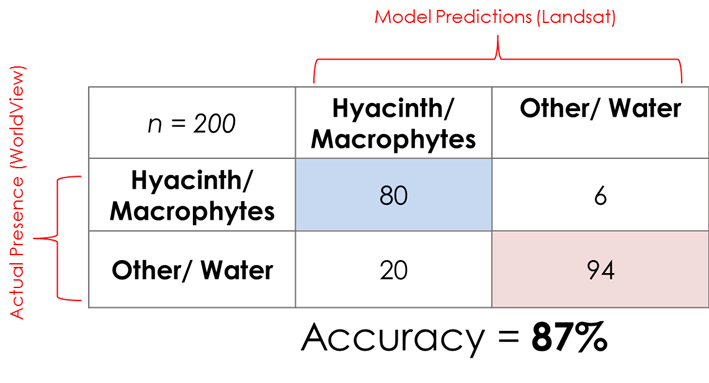 Model Predictions (Landsat)
Actual Presence (WorldView)
n = 200
Hyacinth/
Macrophytes
Other/ Water
Hyacinth/
Macrophytes
80
6
Other/ Water
20
94
Accuracy = 87%